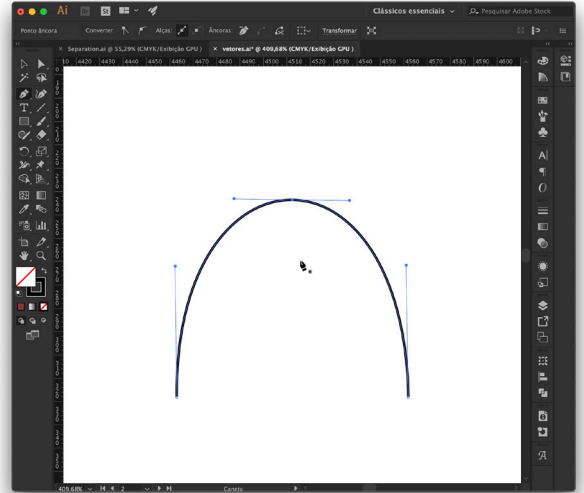 Ai Br St Clássicos essenciais Pesquisar Adobe Stock
Ponto âncora Converter: Alças: Âncoras: Transformar
× Separation.ai @ 55,29% (CMYK/Exibição GPU ) × vetores.ai* @ 409,68% (CMYK/Exibição GPU )
10 4420 4430 4440 4450 4460 4470 4480 4490 4500 4510 4520 4530 4540 4550 4560 4570 4580 4590 4600
409,68% 2 Caneta